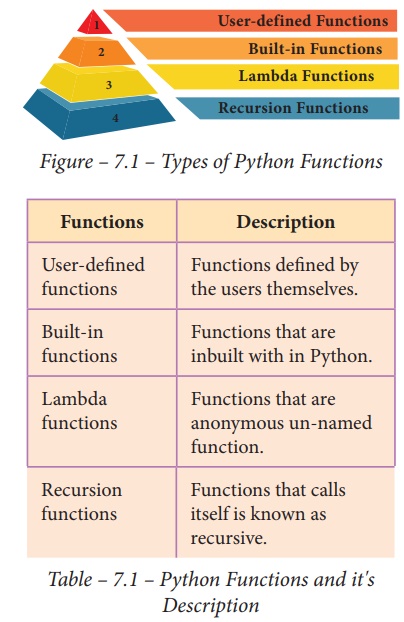 1 User-defined Functions
2 Built-in Functions
3 Lambda Functions
4 Recursion Functions
Figure – 7.1 – Types of Python Functions
Functions Description
User-defined Functions defined by
functions the users themselves.
Built-in Functions that are
functions inbuilt with in Python.
Lambda Functions that are
functions anonymous un-named
function.
Recursion Functions that calls
functions itself is known as
recursive.
Table – 7.1 – Python Functions and it's
Description